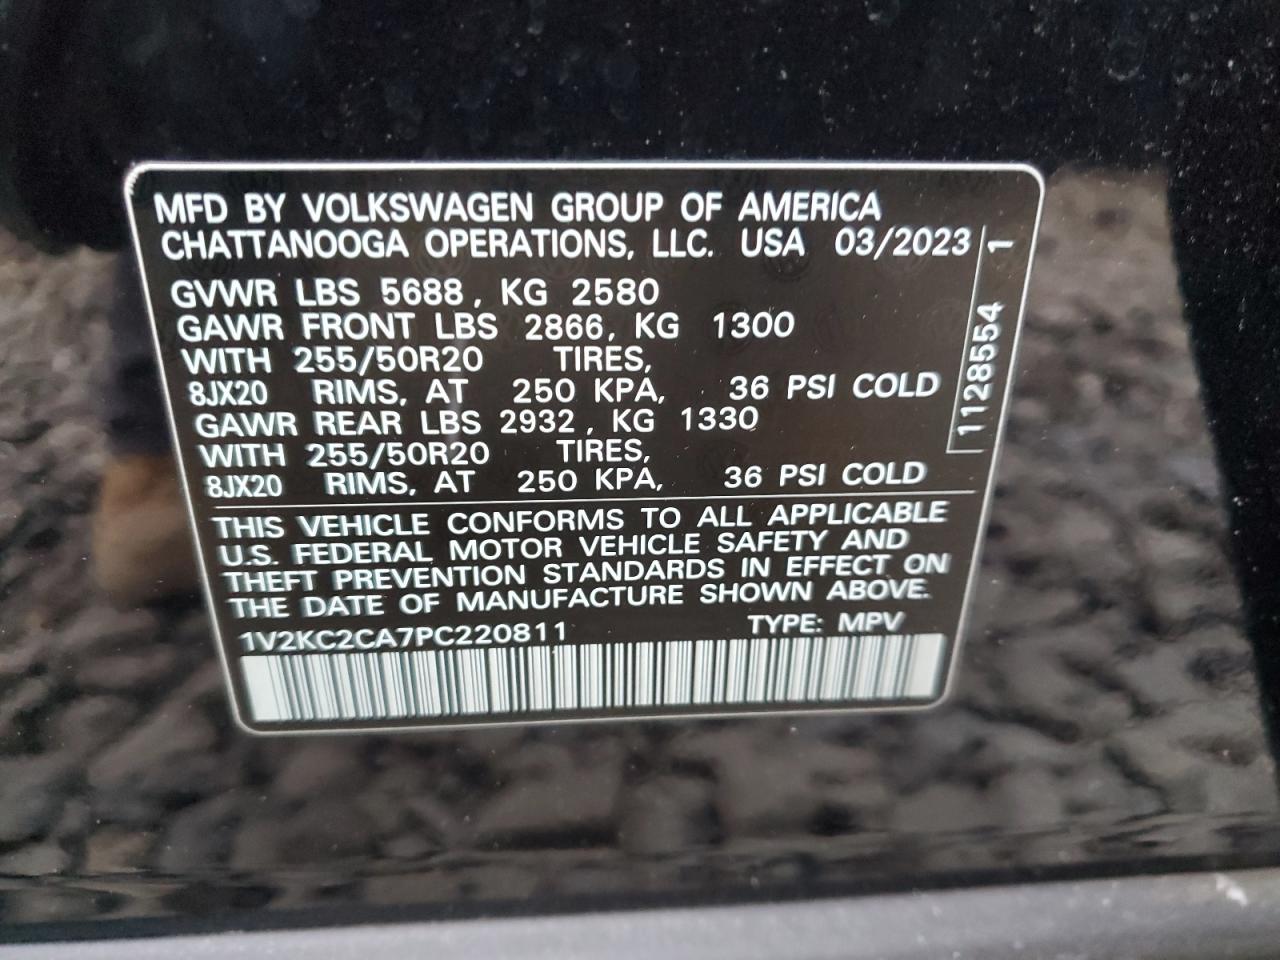 MFD BY VOLKSWAGEN GROUP OF AMERICA
CHATTANOOGA OPERATIONS, LLC. USA 03/2023
GVWR LBS 5688, KG 2580
GAWR FRONT LBS 2866, KG 1300
WITH 255/50R20 TIRES,
8JX20 RIMS, AT 250 KPA, 36 PSI COLD
GAWR REAR LBS 2932, KG 1330
WITH 255/50R20 TIRES,
8JX20 RIMS, AT 250 KPA, 36 PSI COLD
1128554 1
THIS VEHICLE CONFORMS TO ALL APPLICABLE
U.S. FEDERAL MOTOR VEHICLE SAFETY AND
THEFT PREVENTION STANDARDS IN EFFECT ON
THE DATE OF MANUFACTURE SHOWN ABOVE.
1V2KC2CA7PC220811 TYPE: MPV